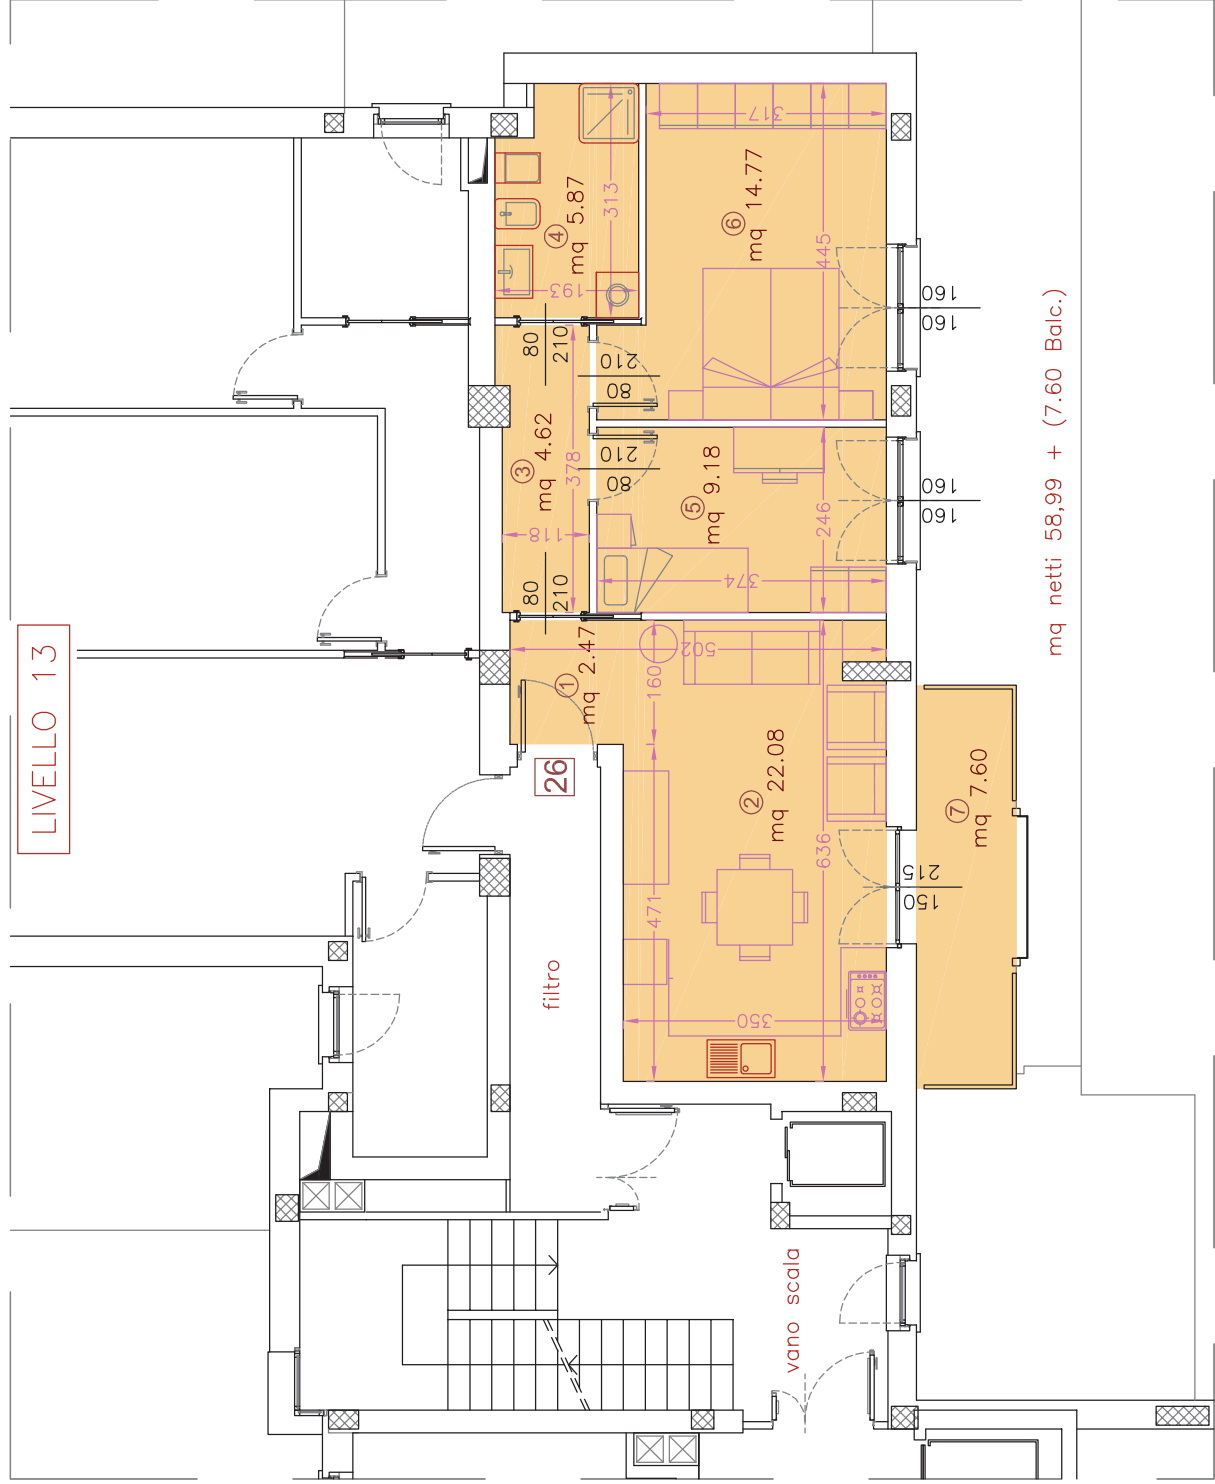 LIVELLO 13
26
① mq 2.47
② mq 22.08
③ mq 4.62
④ mq 5.87
⑤ mq 9.18
⑥ mq 14.77
⑦ mq 7.60
317
445
313
193
378
118
246
374
502
160
471
636
350
80
210
80
210
80
210
80
210
160
160
160
160
150
215
filtro
vano scala
mq netti 58,99 + (7.60 Balc.)